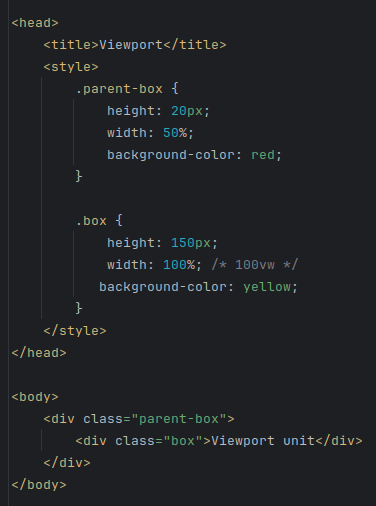 <head>
    <title>Viewport</title>
    <style>
        .parent-box {
            height: 20px;
            width: 50%;
            background-color: red;
        }

        .box {
            height: 150px;
            width: 100%; /* 100vw */
           background-color: yellow;
        }
    </style>
</head>

<body>
    <div class="parent-box">
        <div class="box">Viewport unit</div>
    </div>
</body>